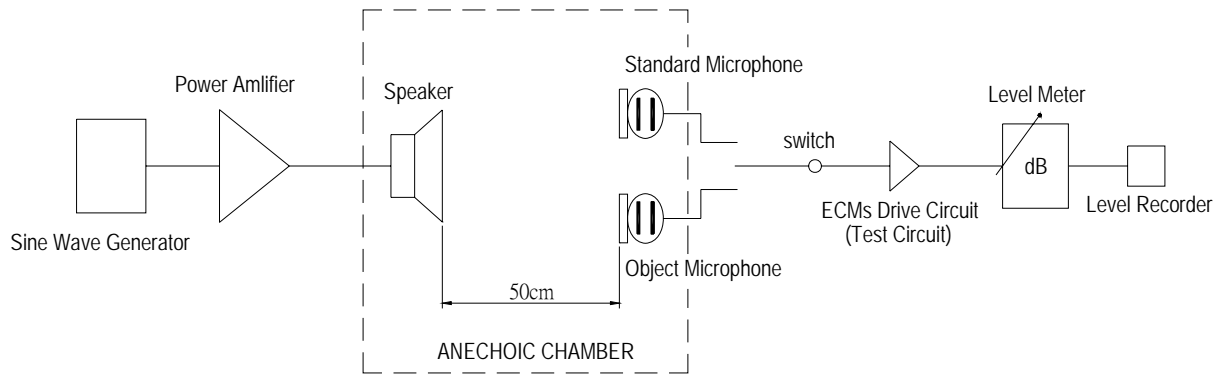 Power Amlifier
Speaker
Standard Microphone
Level Meter
switch
dB
Sine Wave Generator
ECMs Drive Circuit
(Test Circuit)
Level Recorder
Object Microphone
50cm
ANECHOIC CHAMBER